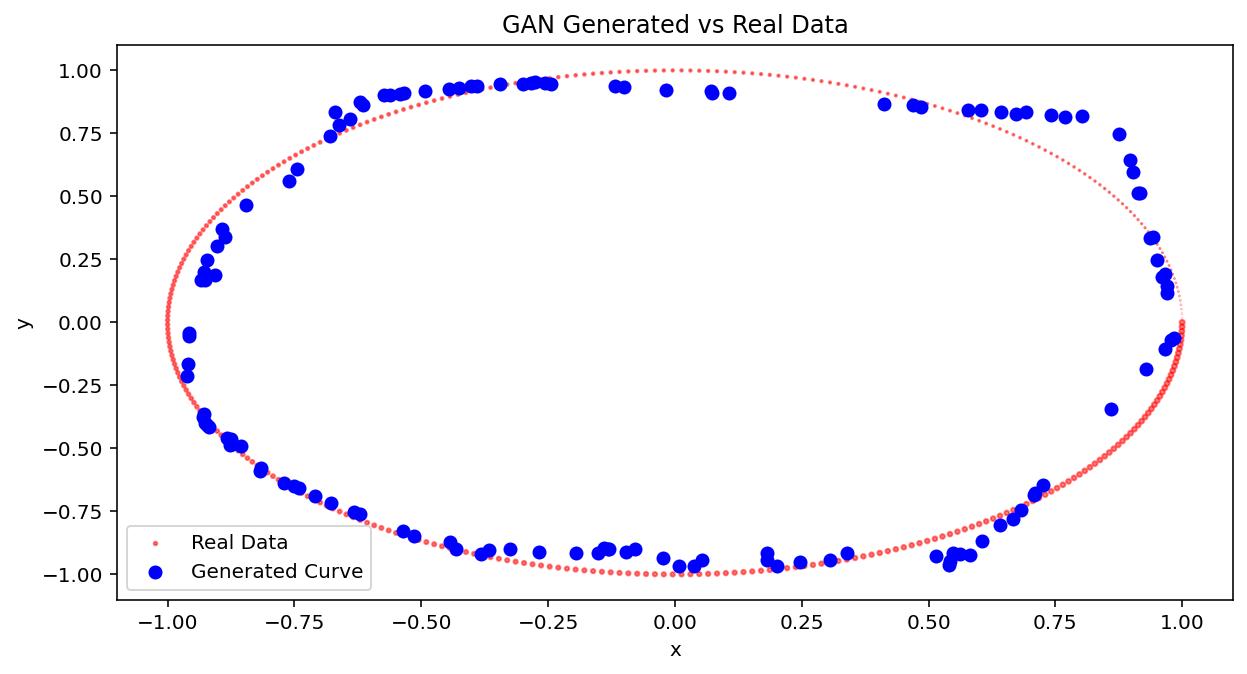 GAN Generated vs Real Data
1.00
0.75
0.50
0.25
0.00
−0.25
−0.50
−0.75
−1.00
y
Real Data
Generated Curve
−1.00 −0.75 −0.50 −0.25 0.00 0.25 0.50 0.75 1.00
x